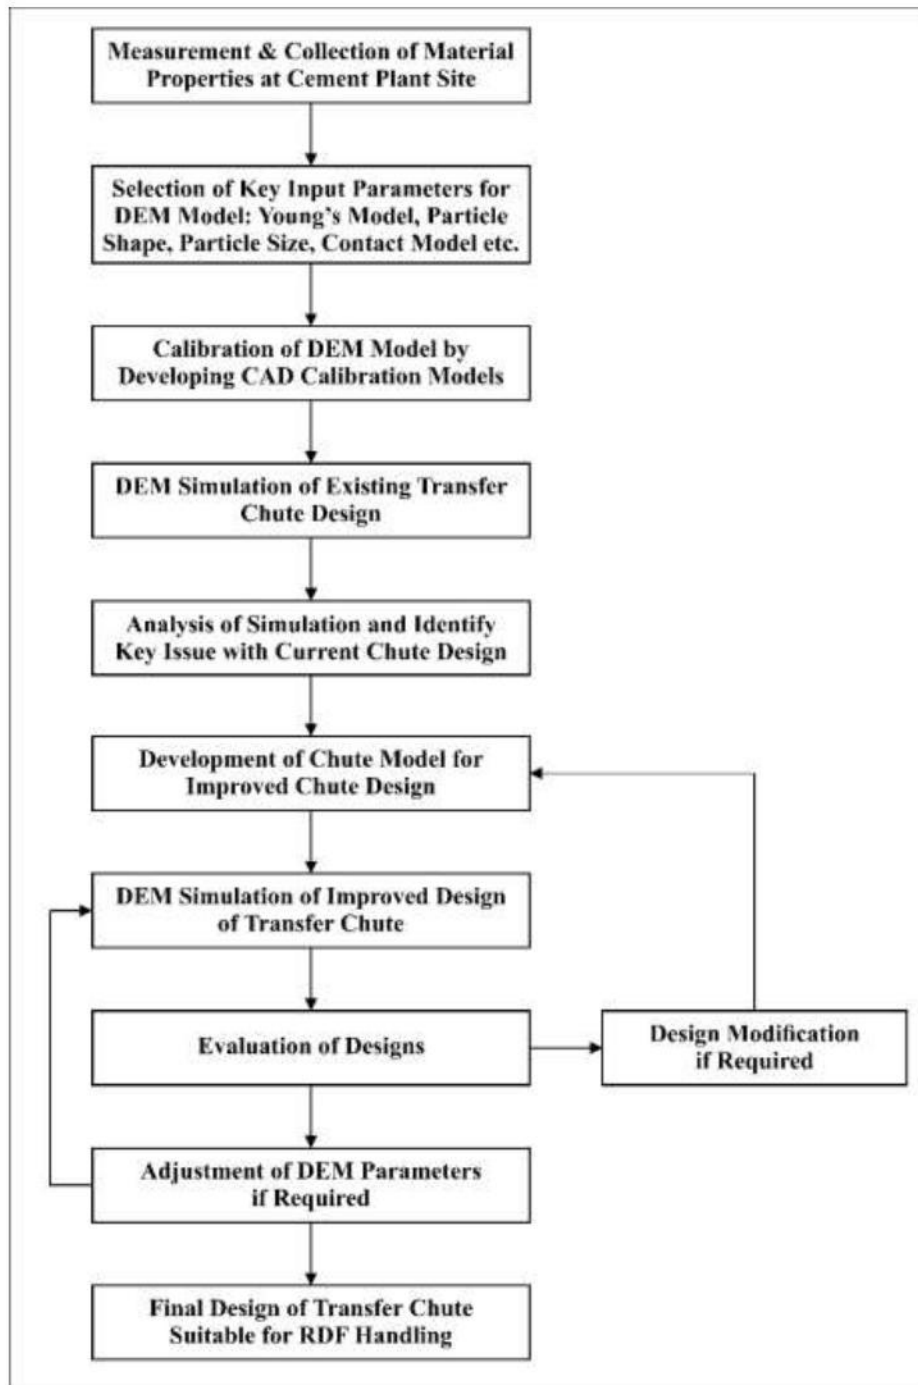 Measurement & Collection of Material
Properties at Cement Plant Site
Selection of Key Input Parameters for
DEM Model: Young's Model, Particle
Shape, Particle Size, Contact Model etc.
Calibration of DEM Model by
Developing CAD Calibration Models
DEM Simulation of Existing Transfer
Chute Design
Analysis of Simulation and Identify
Key Issue with Current Chute Design
Development of Chute Model for
Improved Chute Design
DEM Simulation of Improved Design
of Transfer Chute
Evaluation of Designs
Design Modification
if Required
Adjustment of DEM Parameters
if Required
Final Design of Transfer Chute
Suitable for RDF Handling